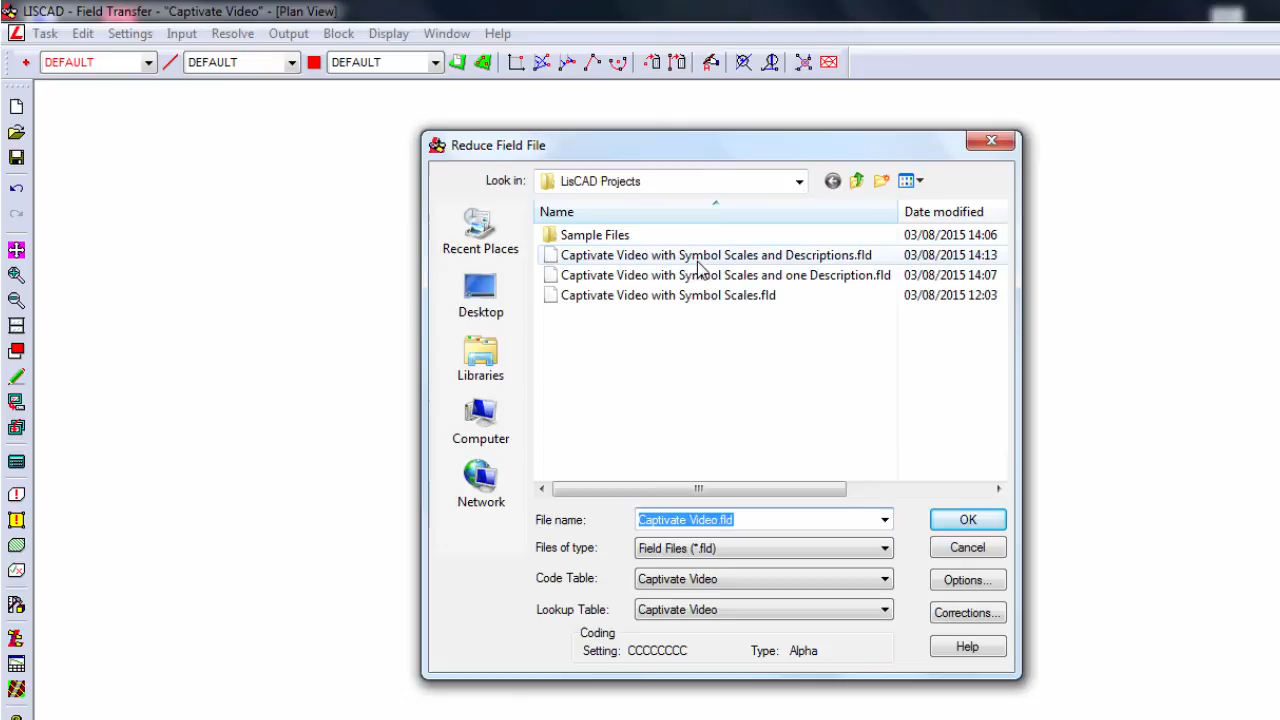 LISCAD - Field Transfer - "Captivate Video" - [Plan View]
Task Edit Settings Input Resolve Output Block Display Window Help
DEFAULT DEFAULT DEFAULT
Reduce Field File
Look in: LisCAD Projects
Name Date modified
Sample Files 03/08/2015 14:06
Captivate Video with Symbol Scales and Descriptions.fld 03/08/2015 14:13
Captivate Video with Symbol Scales and one Description.fld 03/08/2015 14:07
Captivate Video with Symbol Scales.fld 03/08/2015 12:03
Recent Places
Desktop
Libraries
Computer
Network
File name: Captivate Video.fld OK
Files of type: Field Files (*.fld) Cancel
Code Table: Captivate Video Options...
Lookup Table: Captivate Video Corrections...
Coding
Setting: CCCCCCCC Type: Alpha Help